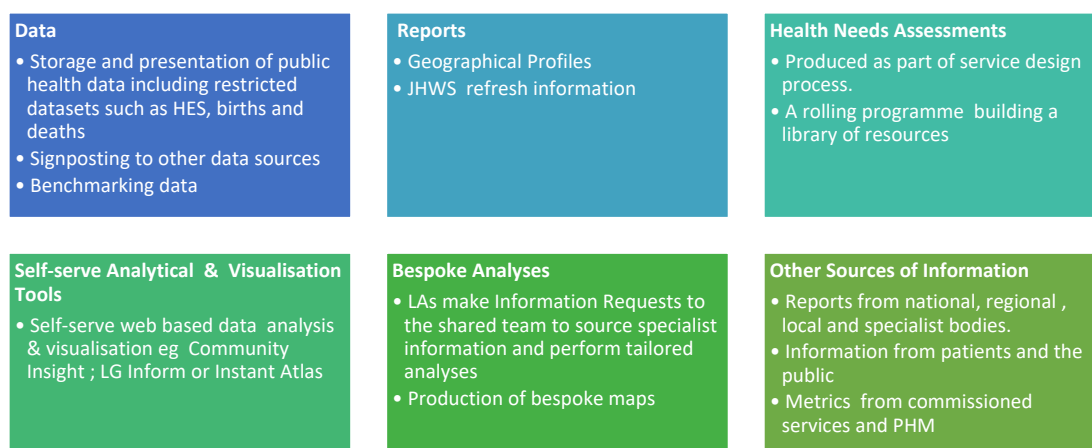 Data
• Storage and presentation of public
health data including restricted
datasets such as HES, births and
deaths
• Signposting to other data sources
• Benchmarking data
Reports
• Geographical Profiles
• JHWS refresh information
Health Needs Assessments
• Produced as part of service design
process.
• A rolling programme building a
library of resources
Self-serve Analytical & Visualisation
Tools
• Self-serve web based data analysis
& visualisation eg Community
Insight ; LG Inform or Instant Atlas
Bespoke Analyses
• LAs make Information Requests to
the shared team to source specialist
information and perform tailored
analyses
• Production of bespoke maps
Other Sources of Information
• Reports from national, regional ,
local and specialist bodies.
• Information from patients and the
public
• Metrics from commissioned
services and PHM